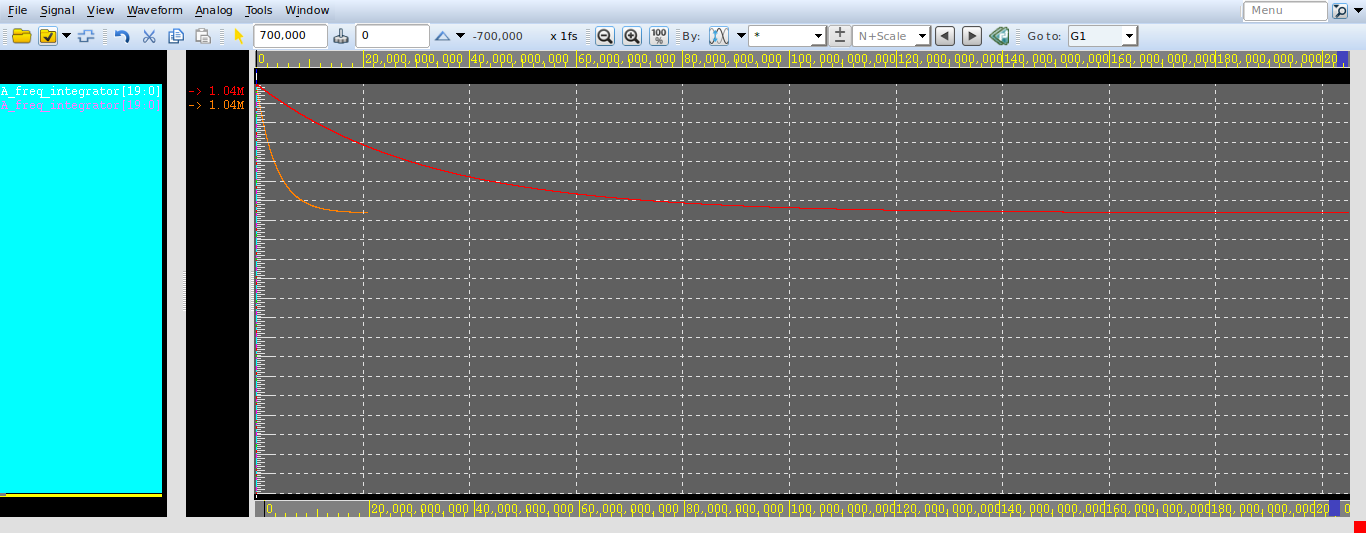 File Signal View Waveform Analog Tools Window Menu
700,000 0 -700,000 x 1fs 100 % By: * N+Scale Go to: G1
0 20,000,000,000 40,000,000,000 60,000,000,000 80,000,000,000 100,000,000,000 120,000,000,000 140,000,000,000 160,000,000,000 180,000,000,000 20
A_freq_integrator[19:0] -> 1.04M
-> 1.04M
0 20,000,000,000 40,000,000,000 60,000,000,000 80,000,000,000 100,000,000,000 120,000,000,000 140,000,000,000 160,000,000,000 180,000,000,000 20